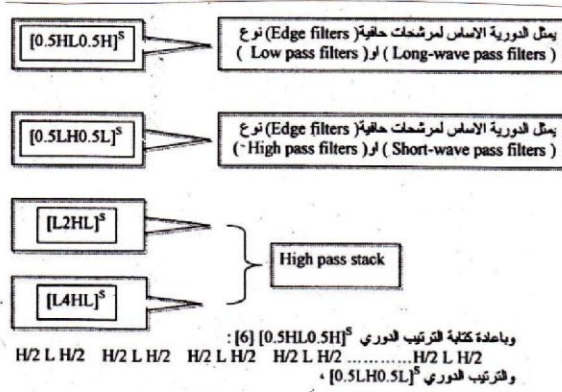 [0.5HL0.5H]^S
يمثل الدورية الاساس لمرشحات حافية (Edge filters) نوع
( Long-wave pass filters ) او( Low pass filters )
[0.5LH0.5L]^S
يمثل الدورية الاساس لمرشحات حافية (Edge filters) نوع
( Short-wave pass filters ) او( High pass filters-)
[L2HL]^S
High pass stack
[L4HL]^S
وباعادة كتابة الترتيب الدوري [0.5HL0.5H]^S [6] :
H/2 L H/2 H/2 L H/2 H/2 L H/2 H/2 L H/2 ............H/2 L H/2
والترتيب الدوري [0.5LH0.5L]^S ،